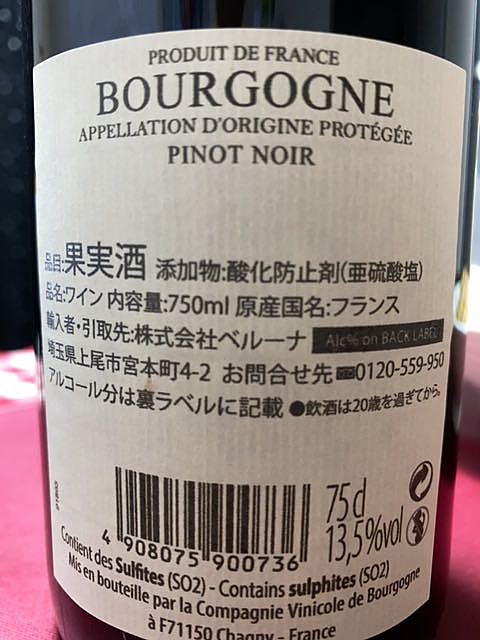 PRODUIT DE FRANCE
BOURGOGNE
APPELLATION D'ORIGINE PROTÉGÉE
PINOT NOIR
品目:果実酒 添加物:酸化防止剤(亜硫酸塩)
品名:ワイン 内容量:750ml 原産国名:フランス
輸入者・引取先:株式会社ベルーナ Alc% on BACK LABEL
埼玉県上尾市宮本町4-2 お問合せ先 0120-559-950
アルコール分は裏ラベルに記載 ●飲酒は20歳を過ぎてから。
75cl
13,5%vol
4 908075 900736
Contient des Sulfites (SO2) - Contains sulphites (SO2)
Mis en bouteille par la Compagnie Vinicole de Bourgogne
à F71150 Chagny - France